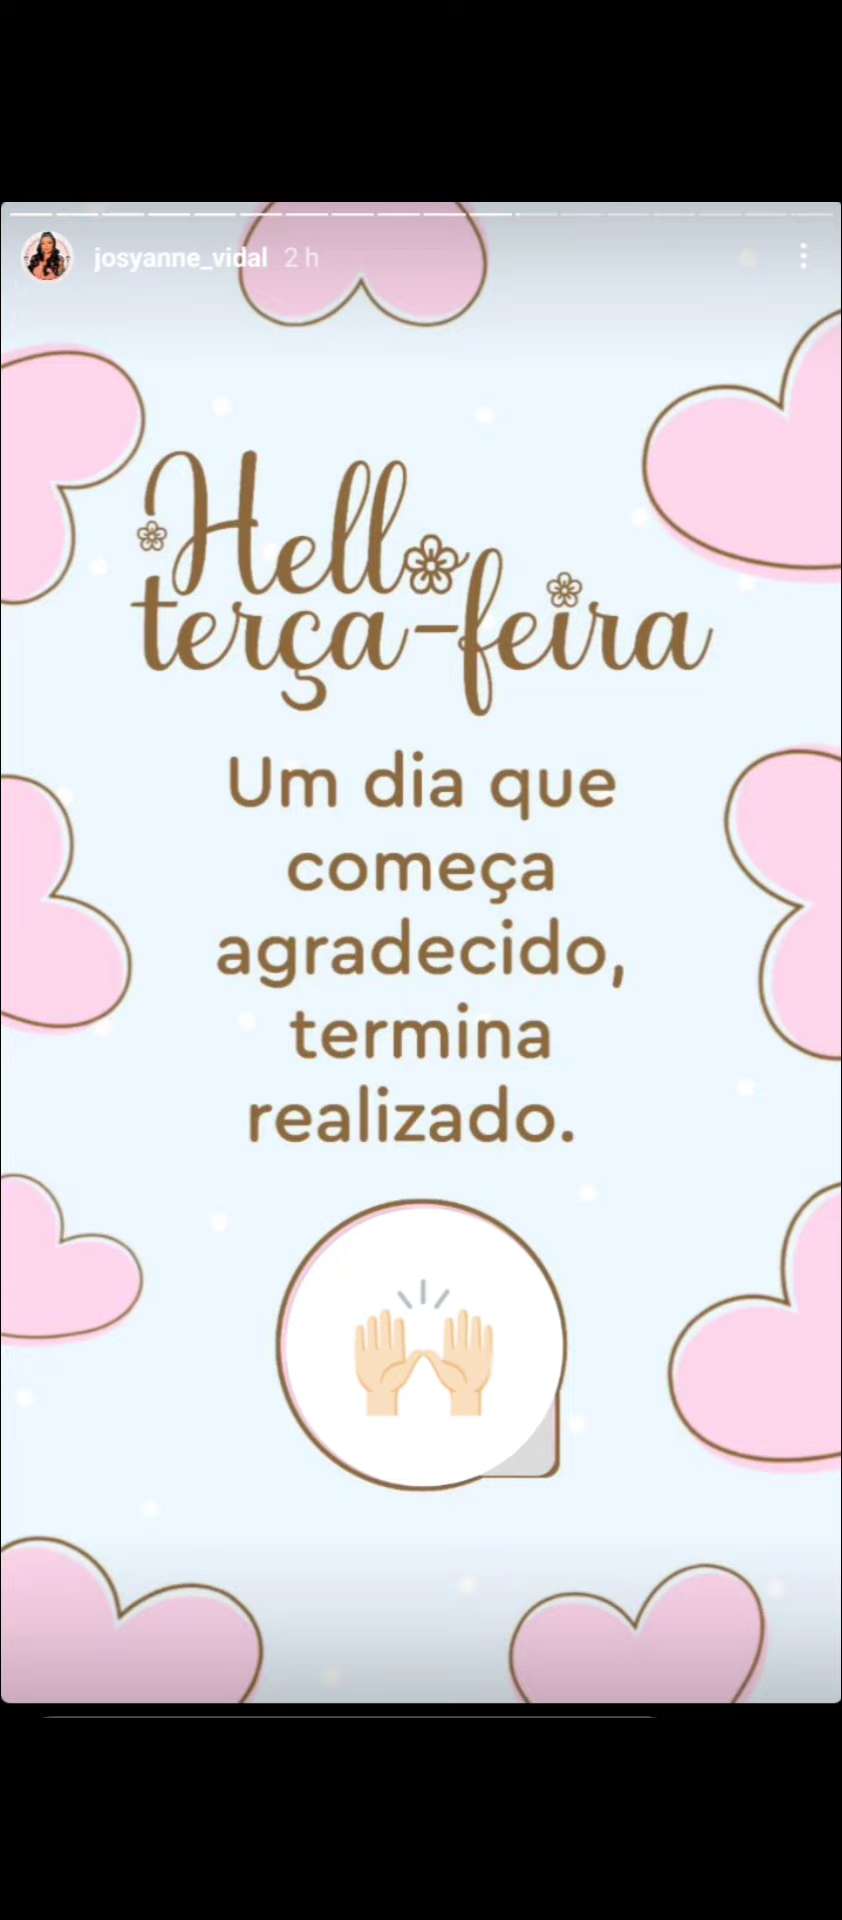 josyanne_vidal 2 h
Hello
terça-feira
Um dia que
começa
agradecido,
termina
realizado.